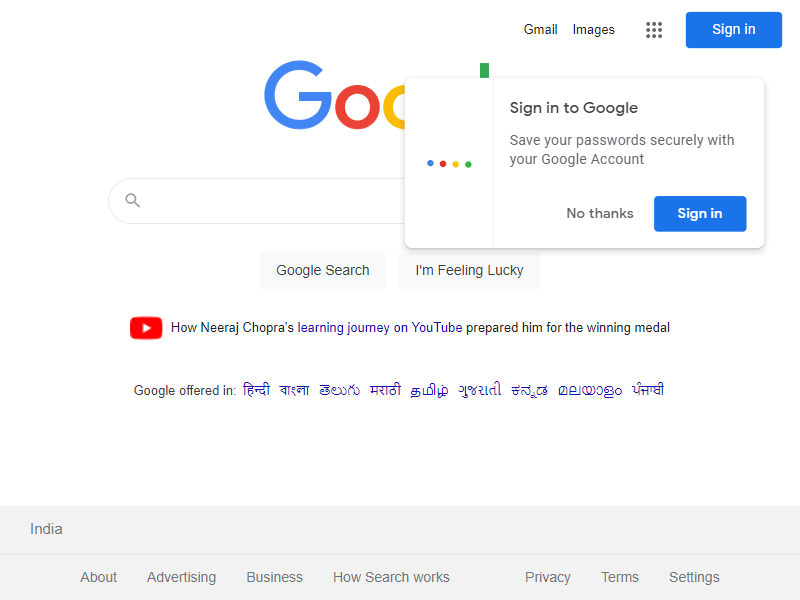 Gmail Images Sign in
Goo
Sign in to Google
Save your passwords securely with
your Google Account
No thanks Sign in
Google Search I'm Feeling Lucky
How Neeraj Chopra's learning journey on YouTube prepared him for the winning medal
Google offered in: हिन्दी বাংলা తెలుగు मराठी தமிழ் ગુજરાતી ಕನ್ನಡ മലയാളം ਪੰਜਾਬੀ
India
About Advertising Business How Search works Privacy Terms Settings